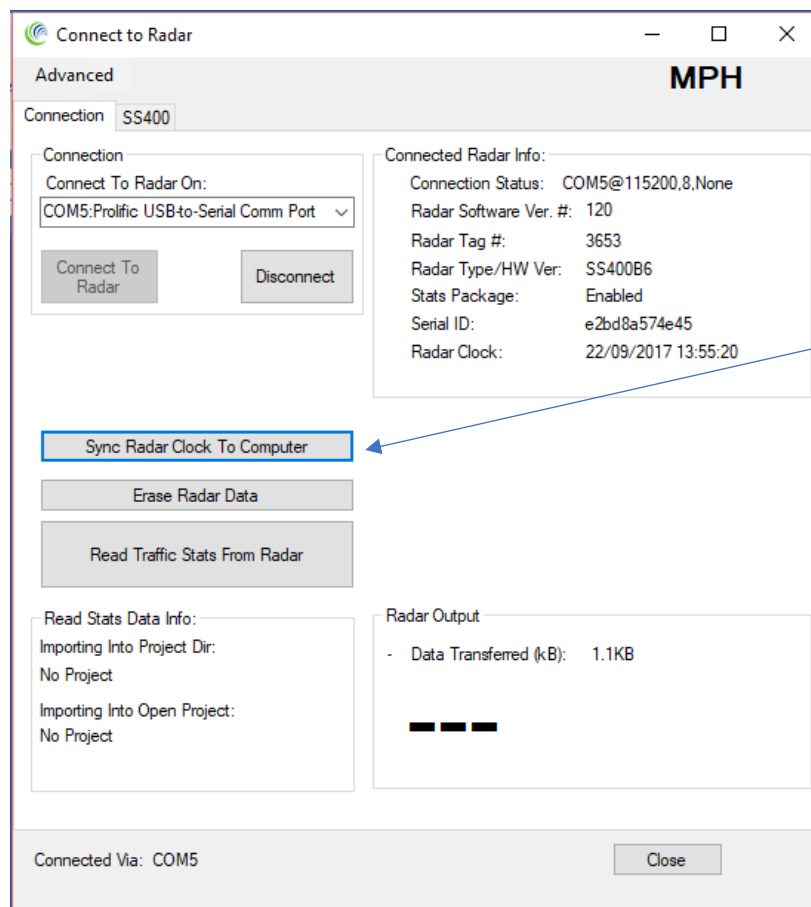 Connect to Radar
Advanced
MPH
Connection SS400
Connection
Connect To Radar On:
COM5:Prolific USB-to-Serial Comm Port
Connect To
Radar
Disconnect
Connected Radar Info:
Connection Status: COM5@115200,8,None
Radar Software Ver. #: 120
Radar Tag #: 3653
Radar Type/HW Ver: SS400B6
Stats Package: Enabled
Serial ID: e2bd8a574e45
Radar Clock: 22/09/2017 13:55:20
Sync Radar Clock To Computer
Erase Radar Data
Read Traffic Stats From Radar
Read Stats Data Info:
Importing Into Project Dir:
No Project
Importing Into Open Project:
No Project
Radar Output
- Data Transferred (kB): 1.1KB
---
Connected Via: COM5
Close